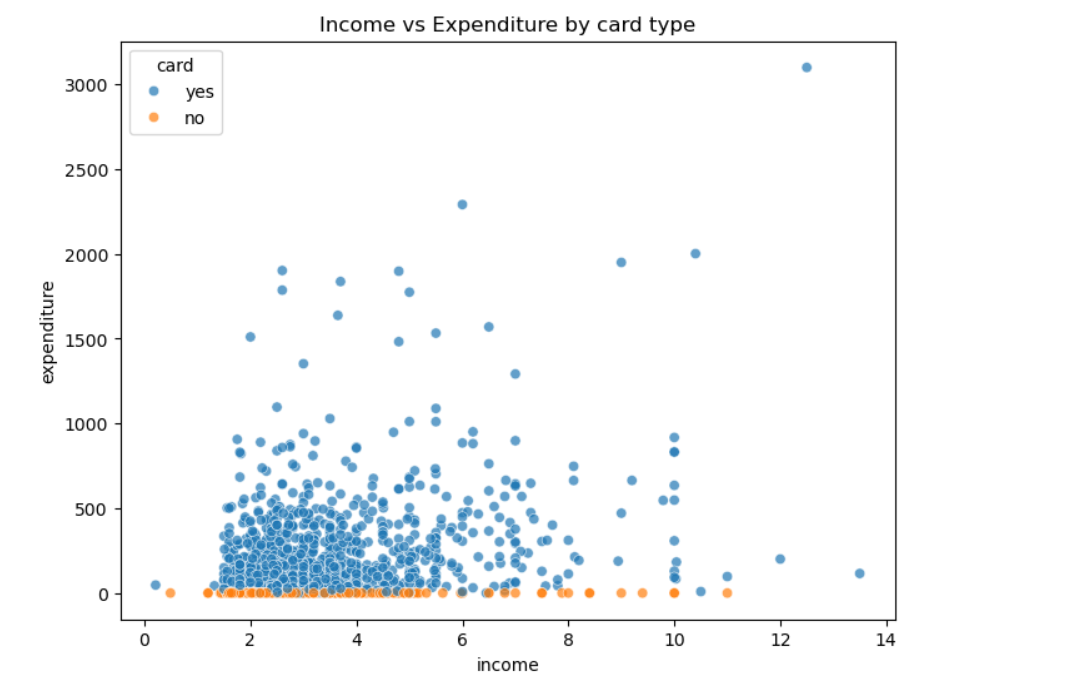 Income vs Expenditure by card type
card
yes
no
3000
2500
2000
1500
1000
500
0
expenditure
0 2 4 6 8 10 12 14
income